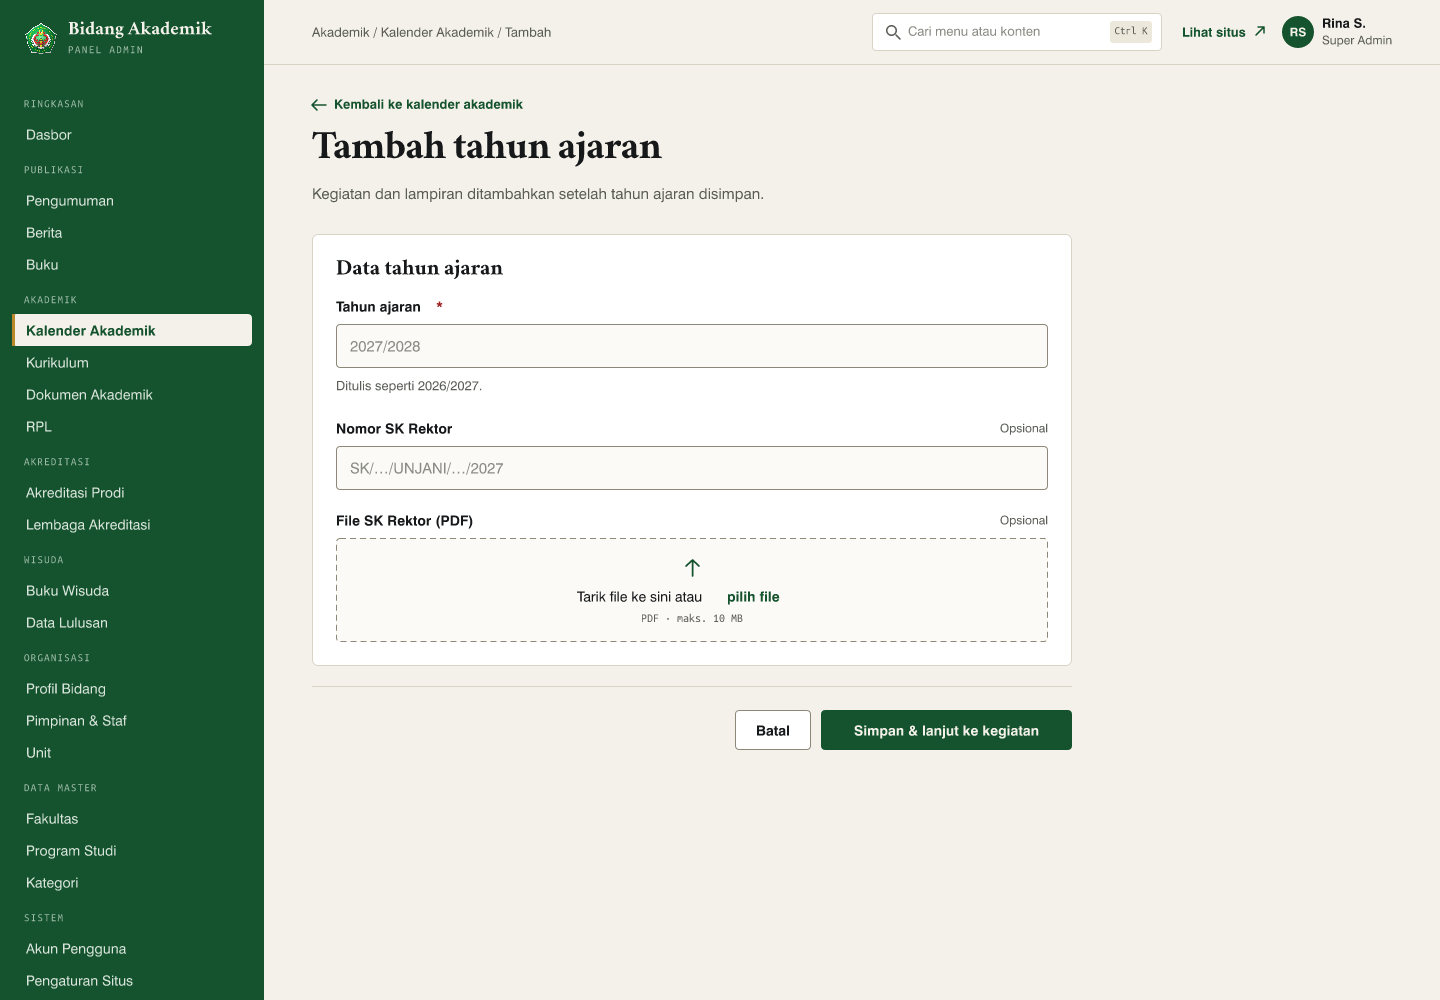 Bidang Akademik
PANEL ADMIN
RINGKASAN
Dasbor
PUBLIKASI
Pengumuman
Berita
Buku
AKADEMIK
Kalender Akademik
Kurikulum
Dokumen Akademik
RPL
AKREDITASI
Akreditasi Prodi
Lembaga Akreditasi
WISUDA
Buku Wisuda
Data Lulusan
ORGANISASI
Profil Bidang
Pimpinan & Staf
Unit
DATA MASTER
Fakultas
Program Studi
Kategori
SISTEM
Akun Pengguna
Pengaturan Situs
Akademik / Kalender Akademik / Tambah
Cari menu atau konten
Ctrl K
Lihat situs
RS
Rina S.
Super Admin
Kembali ke kalender akademik
Tambah tahun ajaran
Kegiatan dan lampiran ditambahkan setelah tahun ajaran disimpan.
Data tahun ajaran
Tahun ajaran *
2027/2028
Ditulis seperti 2026/2027.
Nomor SK Rektor Opsional
SK/…/UNJANI/…/2027
File SK Rektor (PDF) Opsional
Tarik file ke sini atau pilih file
PDF · maks. 10 MB
Batal
Simpan & lanjut ke kegiatan